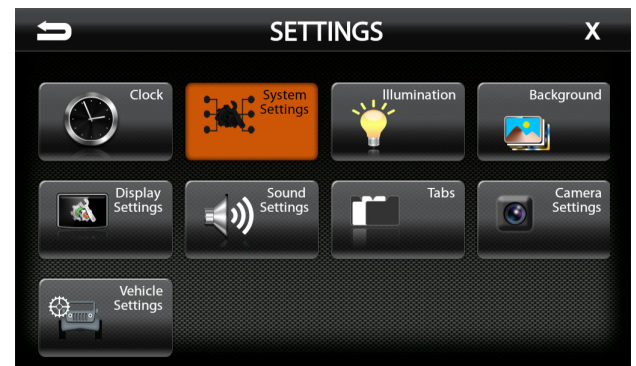 SETTINGS X
Clock
System
Settings
Illumination
Background
Display
Settings
Sound
Settings
Tabs
Camera
Settings
Vehicle
Settings